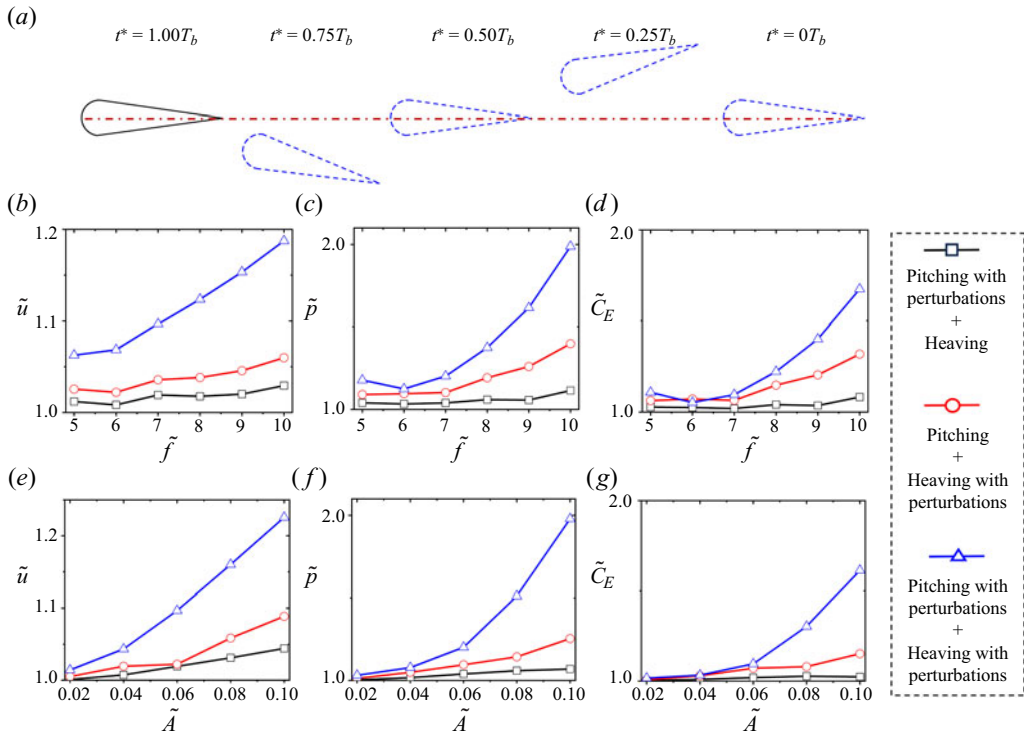 (a)
t* = 1.00T_b t* = 0.75T_b t* = 0.50T_b t* = 0.25T_b t* = 0T_b
(b) (c) (d)
1.2
1.1
1.0
ũ
5 6 7 8 9 10
f̃
2.0
1.0
p̃
5 6 7 8 9 10
f̃
2.0
1.0
C̃_E
5 6 7 8 9 10
f̃
(e) (f) (g)
1.2
1.1
1.0
ũ
0.02 0.04 0.06 0.08 0.10
Ã
2.0
1.0
p̃
0.02 0.04 0.06 0.08 0.10
Ã
2.0
1.0
C̃_E
0.02 0.04 0.06 0.08 0.10
Ã
Pitching with
perturbations
+
Heaving
Pitching
+
Heaving with
perturbations
Pitching with
perturbations
+
Heaving with
perturbations